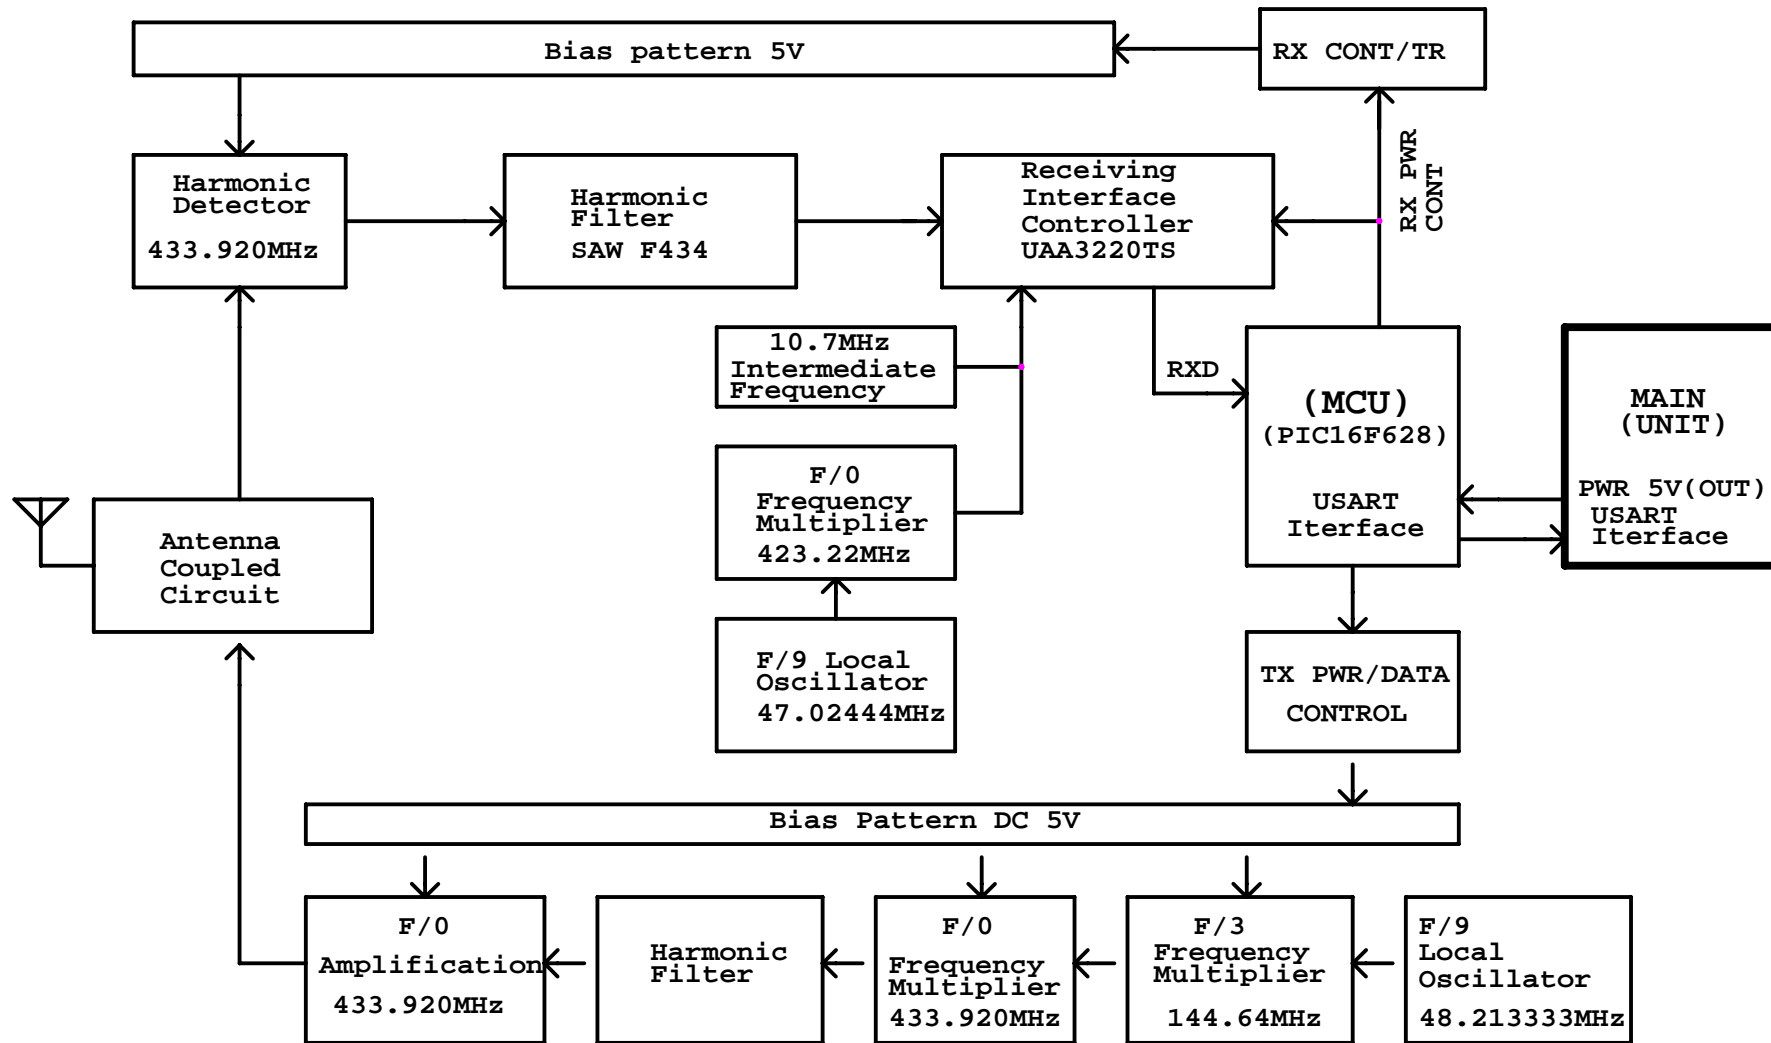 Bias pattern 5V
RX CONT/TR
RX PWR
CONT
Harmonic
Detector
433.920MHz
Harmonic
Filter
SAW F434
Receiving
Interface
Controller
UAA3220TS
10.7MHz
Intermediate
Frequency
RXD
(MCU)
(PIC16F628)
USART
Iterface
MAIN
(UNIT)
PWR 5V(OUT)
USART
Iterface
F/0
Frequency
Multiplier
423.22MHz
Antenna
Coupled
Circuit
F/9 Local
Oscillator
47.02444MHz
TX PWR/DATA
CONTROL
Bias Pattern DC 5V
F/0
Amplification
433.920MHz
Harmonic
Filter
F/0
Frequency
Multiplier
433.920MHz
F/3
Frequency
Multiplier
144.64MHz
F/9
Local
Oscillator
48.213333MHz